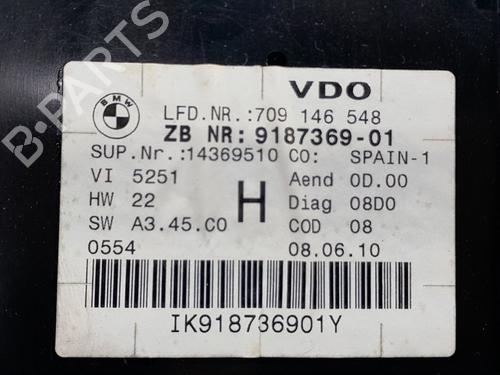 B-PARTS
BMW
VDO
LFD.NR.:709 146 548
ZB NR: 9187369-01
SUP.Nr.:14369510 CO: SPAIN-1
VI 5251 Aend 0D.00
HW 22 H Diag 08D0
SW A3.45.C0 COD 08
0554 08.06.10
IK918736901Y